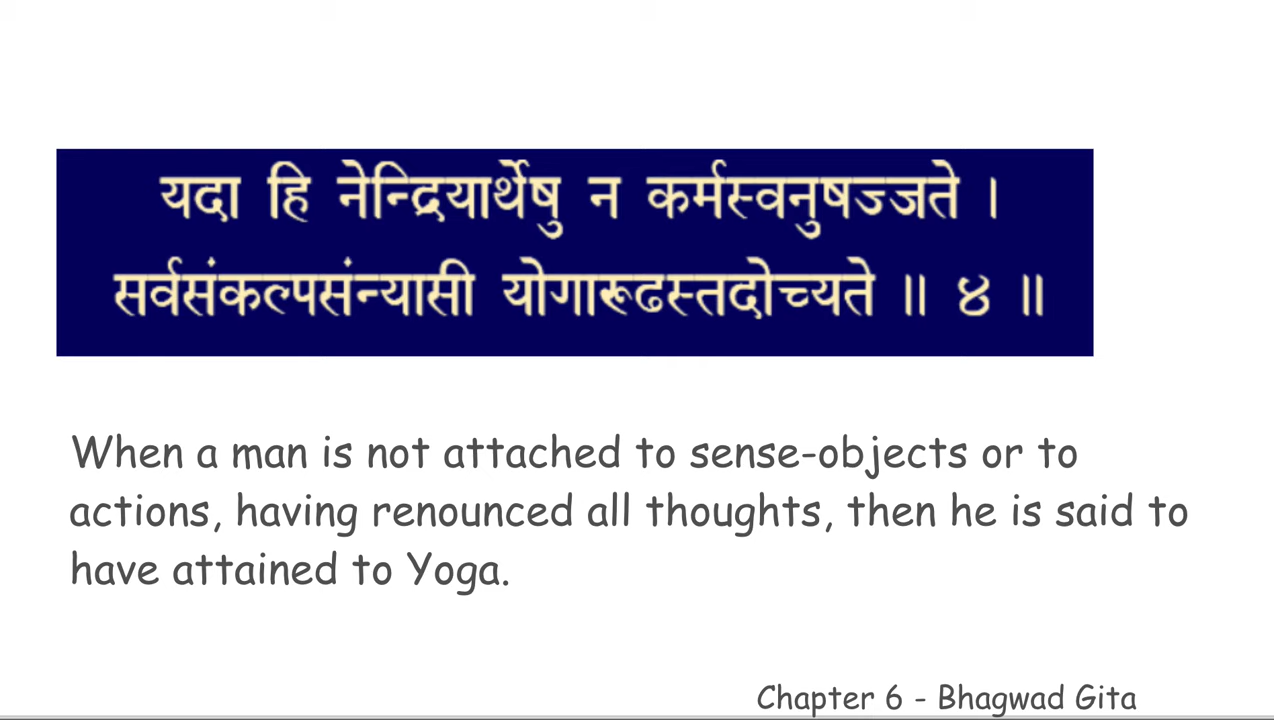 यदा हि नेन्द्रियार्थेषु न कर्मस्वनुषज्जते ।
सर्वसंकल्पसंन्यासी योगारूढस्तदोच्यते ॥ ४ ॥
When a man is not attached to sense-objects or to
actions, having renounced all thoughts, then he is said to
have attained to Yoga.
Chapter 6 - Bhagwad Gita